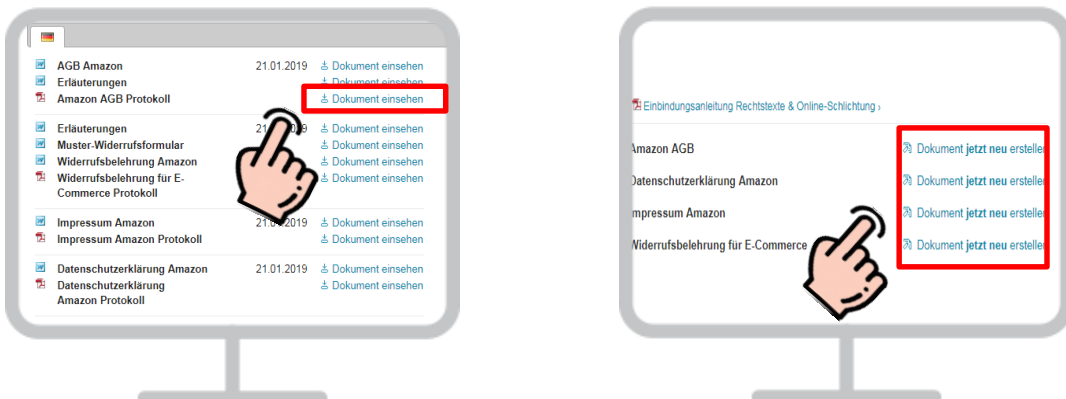 AGB Amazon 21.01.2019 Dokument einsehen
Erläuterungen Dokument einsehen
Amazon AGB Protokoll Dokument einsehen
Erläuterungen Dokument einsehen
Muster-Widerrufsformular Dokument einsehen
Widerrufsbelehrung Amazon Dokument einsehen
Widerrufsbelehrung für E- Dokument einsehen
Commerce Protokoll
Impressum Amazon Dokument einsehen
Impressum Amazon Protokoll Dokument einsehen
Datenschutzerklärung Amazon 21.01.2019 Dokument einsehen
Datenschutzerklärung Dokument einsehen
Amazon Protokoll
Einbindungsanleitung Rechtstexte & Online-Schlichtung ›
Amazon AGB Dokument jetzt neu erstellen
Datenschutzerklärung Amazon Dokument jetzt neu erstellen
Impressum Amazon Dokument jetzt neu erstellen
Widerrufsbelehrung für E-Commerce Dokument jetzt neu erstellen